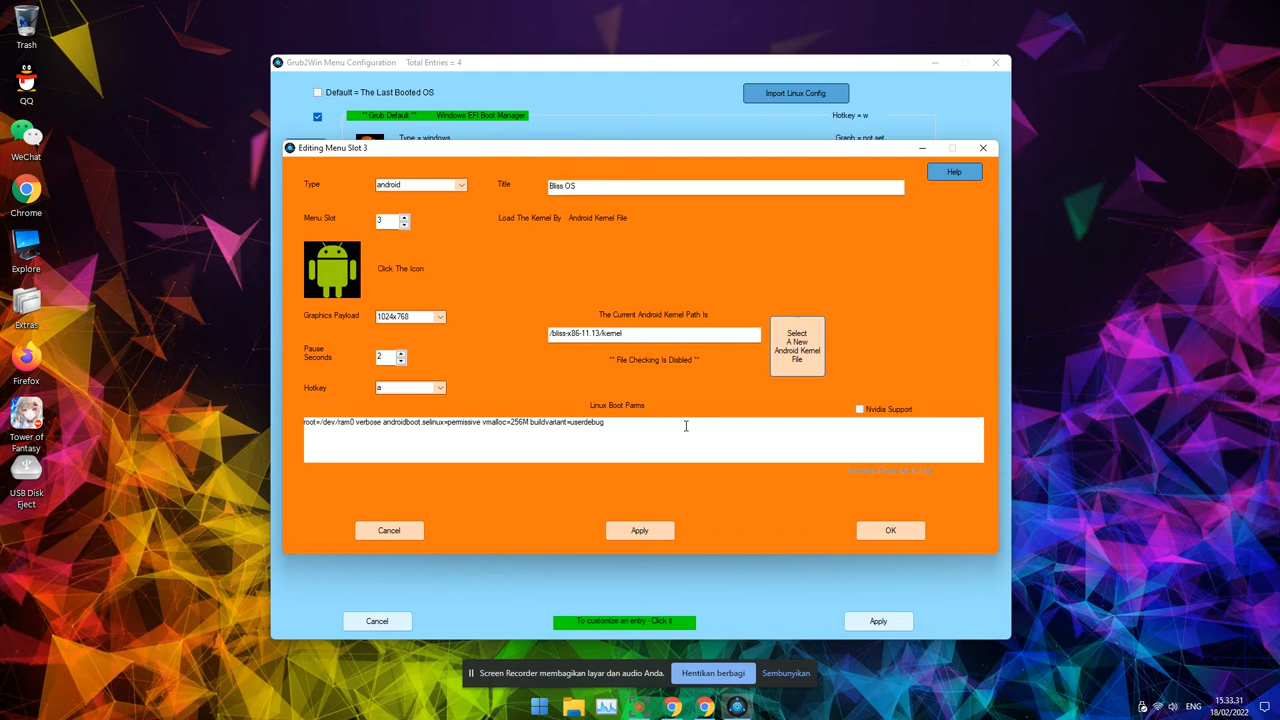 Trash
QQ
WeChat
Chrome
Explore
Extras
Firefox
Tower of
Fantasy
USB Disk
Eject
Grub2Win Menu Configuration Total Entries = 4
Default = The Last Booted OS
Import Linux Config
** Grub Default ** Windows EFI Boot Manager
Hotkey = w
Type = windows
Graph = not set
Editing Menu Slot 3
Help
Type
android
Title
Bliss OS
Menu Slot
3
Load The Kernel By Android Kernel File
Click The Icon
Graphics Payload
1024x768
The Current Android Kernel Path Is
/bliss-x86-11.13/kernel
Select
A New
Android Kernel
File
** File Checking Is Disbled **
Pause
Seconds
2
Hotkey
a
Linux Boot Parms
Nvidia Support
root=/dev/ram0 verbose androidboot.selinux=permissive vmalloc=256M buildvariant=userdebug
Cancel
Apply
OK
Cancel
To customize an entry - Click it
Apply
Screen Recorder membagikan layar dan audio Anda.
Hentikan berbagi
Sembunyikan
ENG
15.33.31
18/02/2022